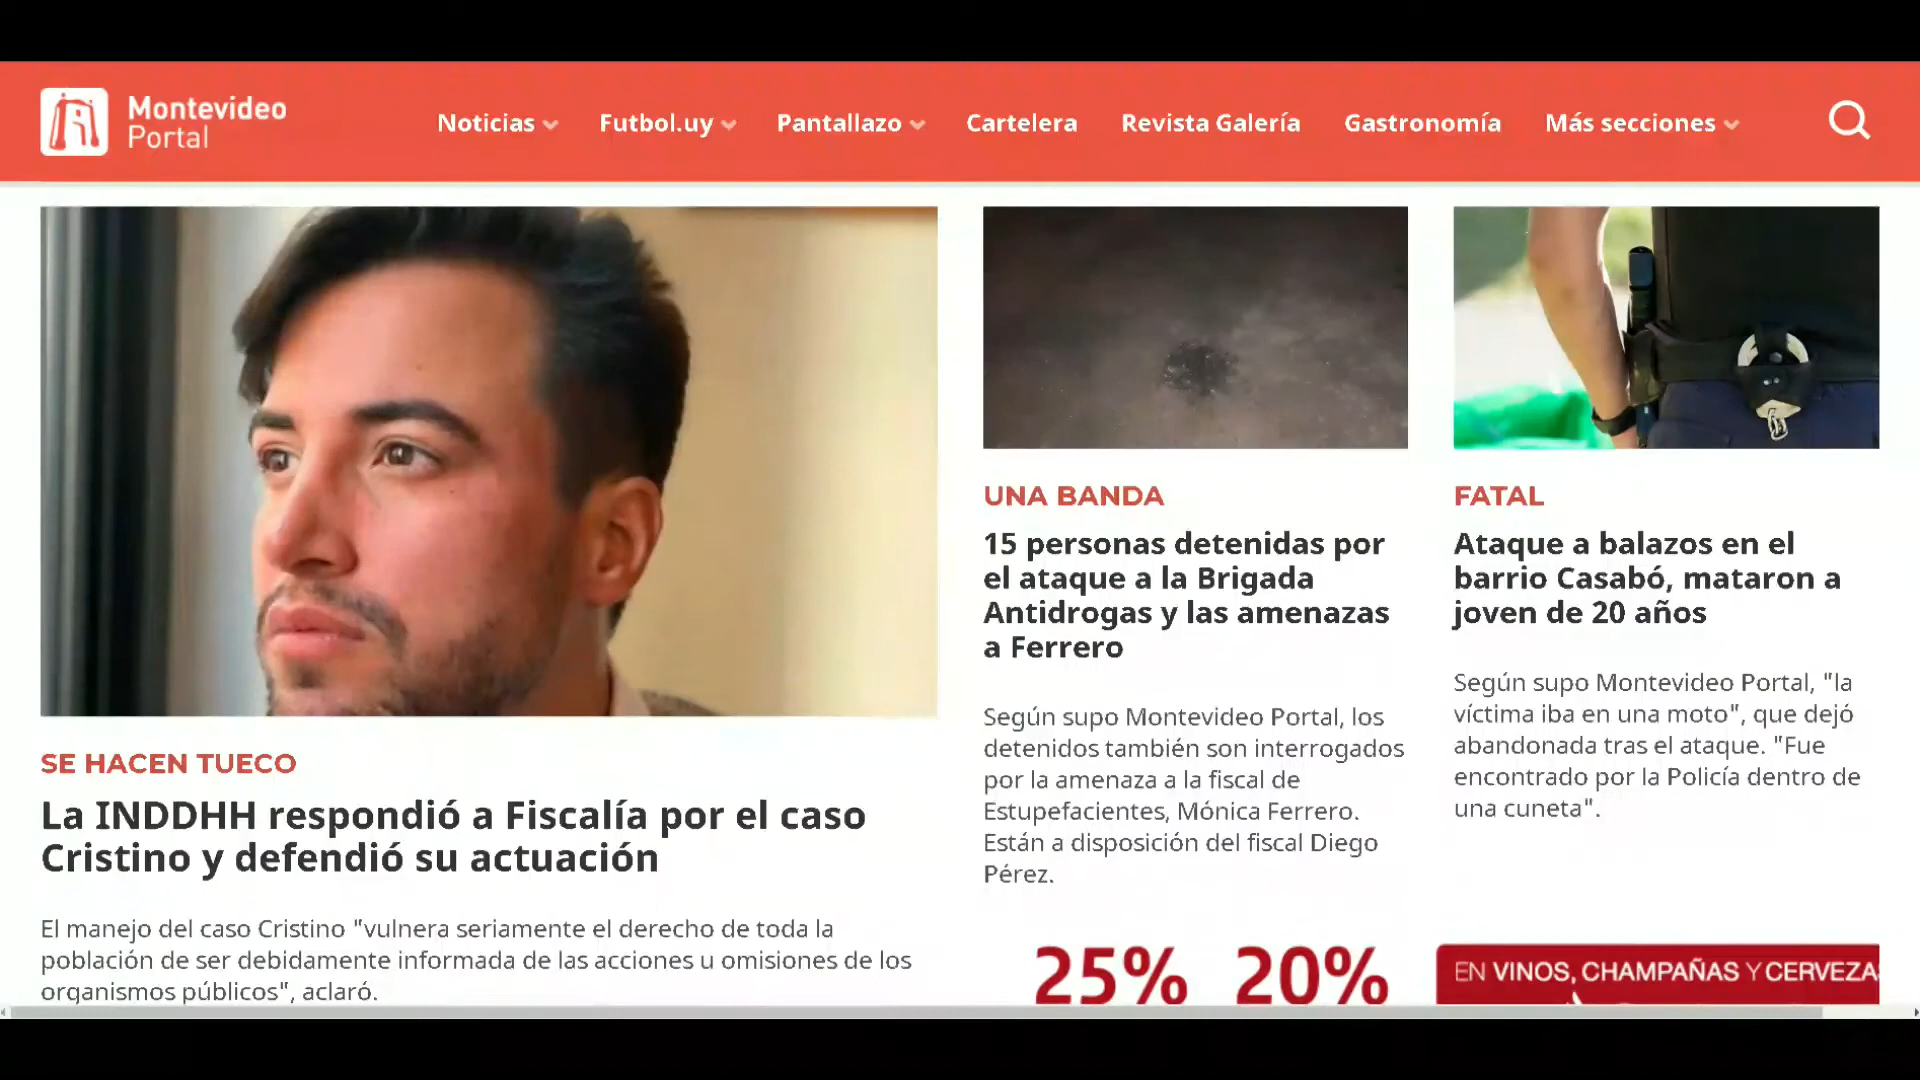 Montevideo
Portal
Noticias
Futbol.uy
Pantallazo
Cartelera
Revista Galería
Gastronomía
Más secciones
SE HACEN TUECO
La INDDHH respondió a Fiscalía por el caso
Cristino y defendió su actuación
El manejo del caso Cristino "vulnera seriamente el derecho de toda la
población de ser debidamente informada de las acciones u omisiones de los
organismos públicos", aclaró.
UNA BANDA
15 personas detenidas por
el ataque a la Brigada
Antidrogas y las amenazas
a Ferrero
Según supo Montevideo Portal, los
detenidos también son interrogados
por la amenaza a la fiscal de
Estupefacientes, Mónica Ferrero.
Están a disposición del fiscal Diego
Pérez.
FATAL
Ataque a balazos en el
barrio Casabó, mataron a
joven de 20 años
Según supo Montevideo Portal, "la
víctima iba en una moto", que dejó
abandonada tras el ataque. "Fue
encontrado por la Policía dentro de
una cuneta".
25% 20%
EN VINOS, CHAMPAÑAS Y CERVEZA